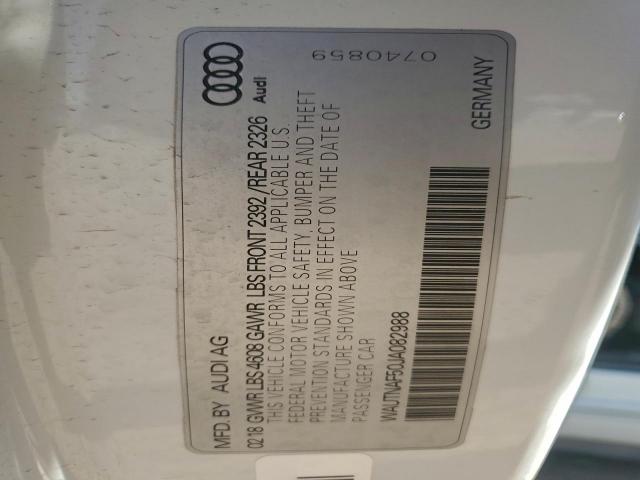 MFD. BY AUDI AG
0218 GVWR LBS 4608 GAWR LBS FRONT 2392 / REAR 2326
THIS VEHICLE CONFORMS TO ALL APPLICABLE U.S.
FEDERAL MOTOR VEHICLE SAFETY, BUMPER AND THEFT
PREVENTION STANDARDS IN EFFECT ON THE DATE OF
MANUFACTURE SHOWN ABOVE
PASSENGER CAR
WAUTNAF50JA082988
Audi
0740859
GERMANY